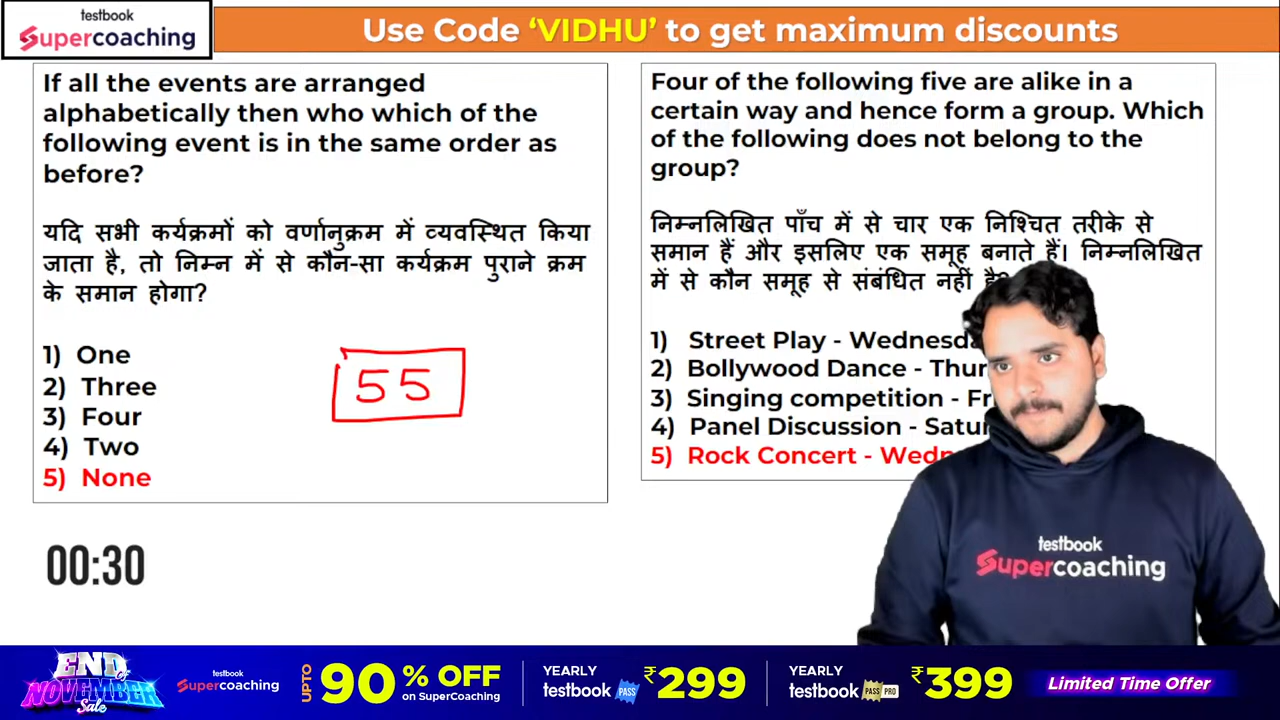 testbook
Supercoaching
Use Code ‘VIDHU’ to get maximum discounts
If all the events are arranged
alphabetically then who which of the
following event is in the same order as
before?
यदि सभी कर्यक्रमों को वर्णानुक्रम में व्यवस्थित किया
जाता है, तो निम्न में से कौन-सा कर्यक्रम पुराने क्रम
के समान होगा?
1) One
2) Three
3) Four
4) Two
5) None
55
00:30
Four of the following five are alike in a
certain way and hence form a group. Which
of the following does not belong to the
group?
निम्नलिखित पाँच में से चार एक निश्चित तरीके से
समान हैं और इसलिए एक समूह बनाते हैं। निम्नलिखित
में से कौन समूह से संबंधित नहीं
1) Street Play - Wednesda
2) Bollywood Dance - Thur
3) Singing competition - Fr
4) Panel Discussion - Satur
5) Rock Concert - Wedn
testbook
Supercoaching
END OF
NOVEMBER
Sale
testbook
Supercoaching
UPTO 90% OFF
on SuperCoaching
YEARLY
testbook PASS
₹299
YEARLY
testbook PASS PRO
₹399
Limited Time Offer